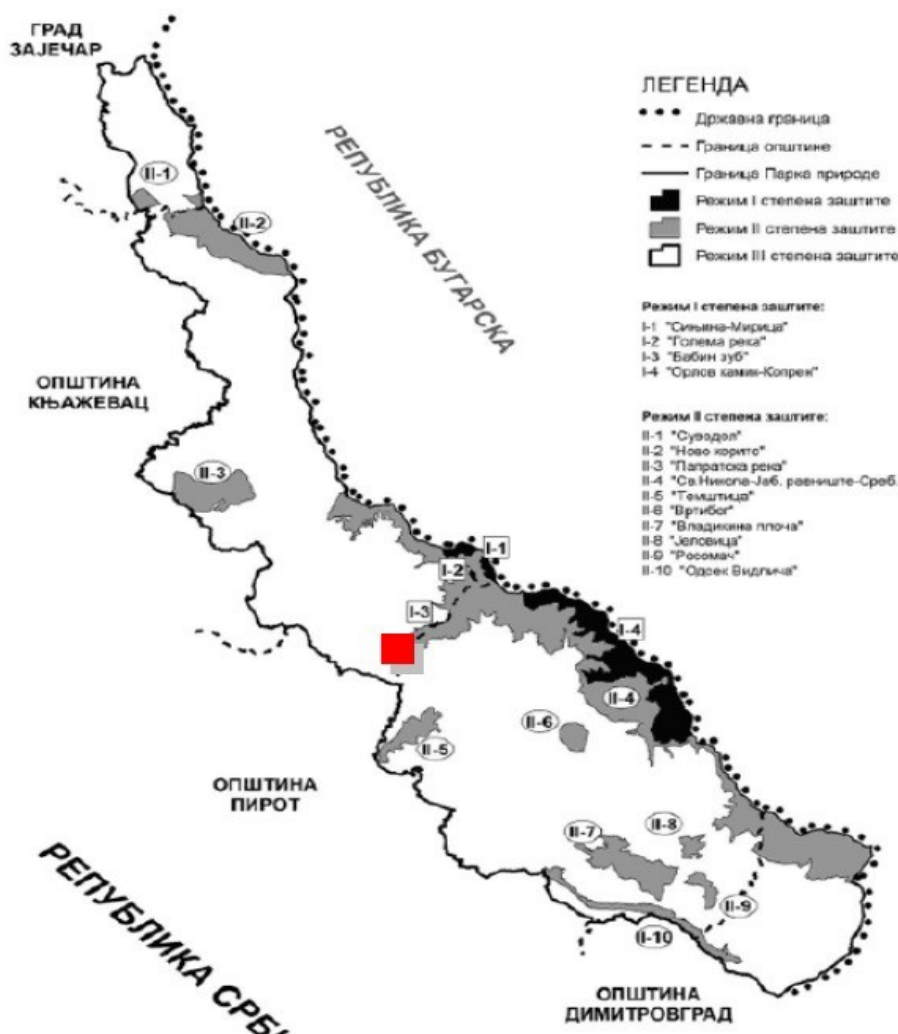 ГРАД
ЗАЈЕЧАР
II-1
II-2
РЕПУБЛИКА БУГАРСКА
ОПШТИНА
КЊАЖЕВАЦ
II-3
I-1
I-2
I-3
I-4
II-4
II-6
II-5
ОПШТИНА
ПИРОТ
II-7
II-8
II-9
II-10
РЕПУБЛИКА
ОПШТИНА
ДИМИТРОВГРАД
ЛЕГЕНДА
Државна граница
Граница општине
Граница Парка природе
Режим I степена заштите
Режим II степена заштите
Режим III степена заштите
Режим I степена заштите:
I-1 "Сињина-Мирица"
I-2 "Голема река"
I-3 "Бабин зуб"
I-4 "Орлов камик-Копрен"
Режим II степена заштите:
II-1 "Суводол"
II-2 "Ново корито"
II-3 "Папратска река"
II-4 "Св.Никола-Јаб. равниште-Среб.
II-5 "Темштица"
II-6 "Вртибог"
II-7 "Владикина плоча"
II-8 "Јеловица"
II-9 "Росомач"
II-10 "Одсек Видлича"